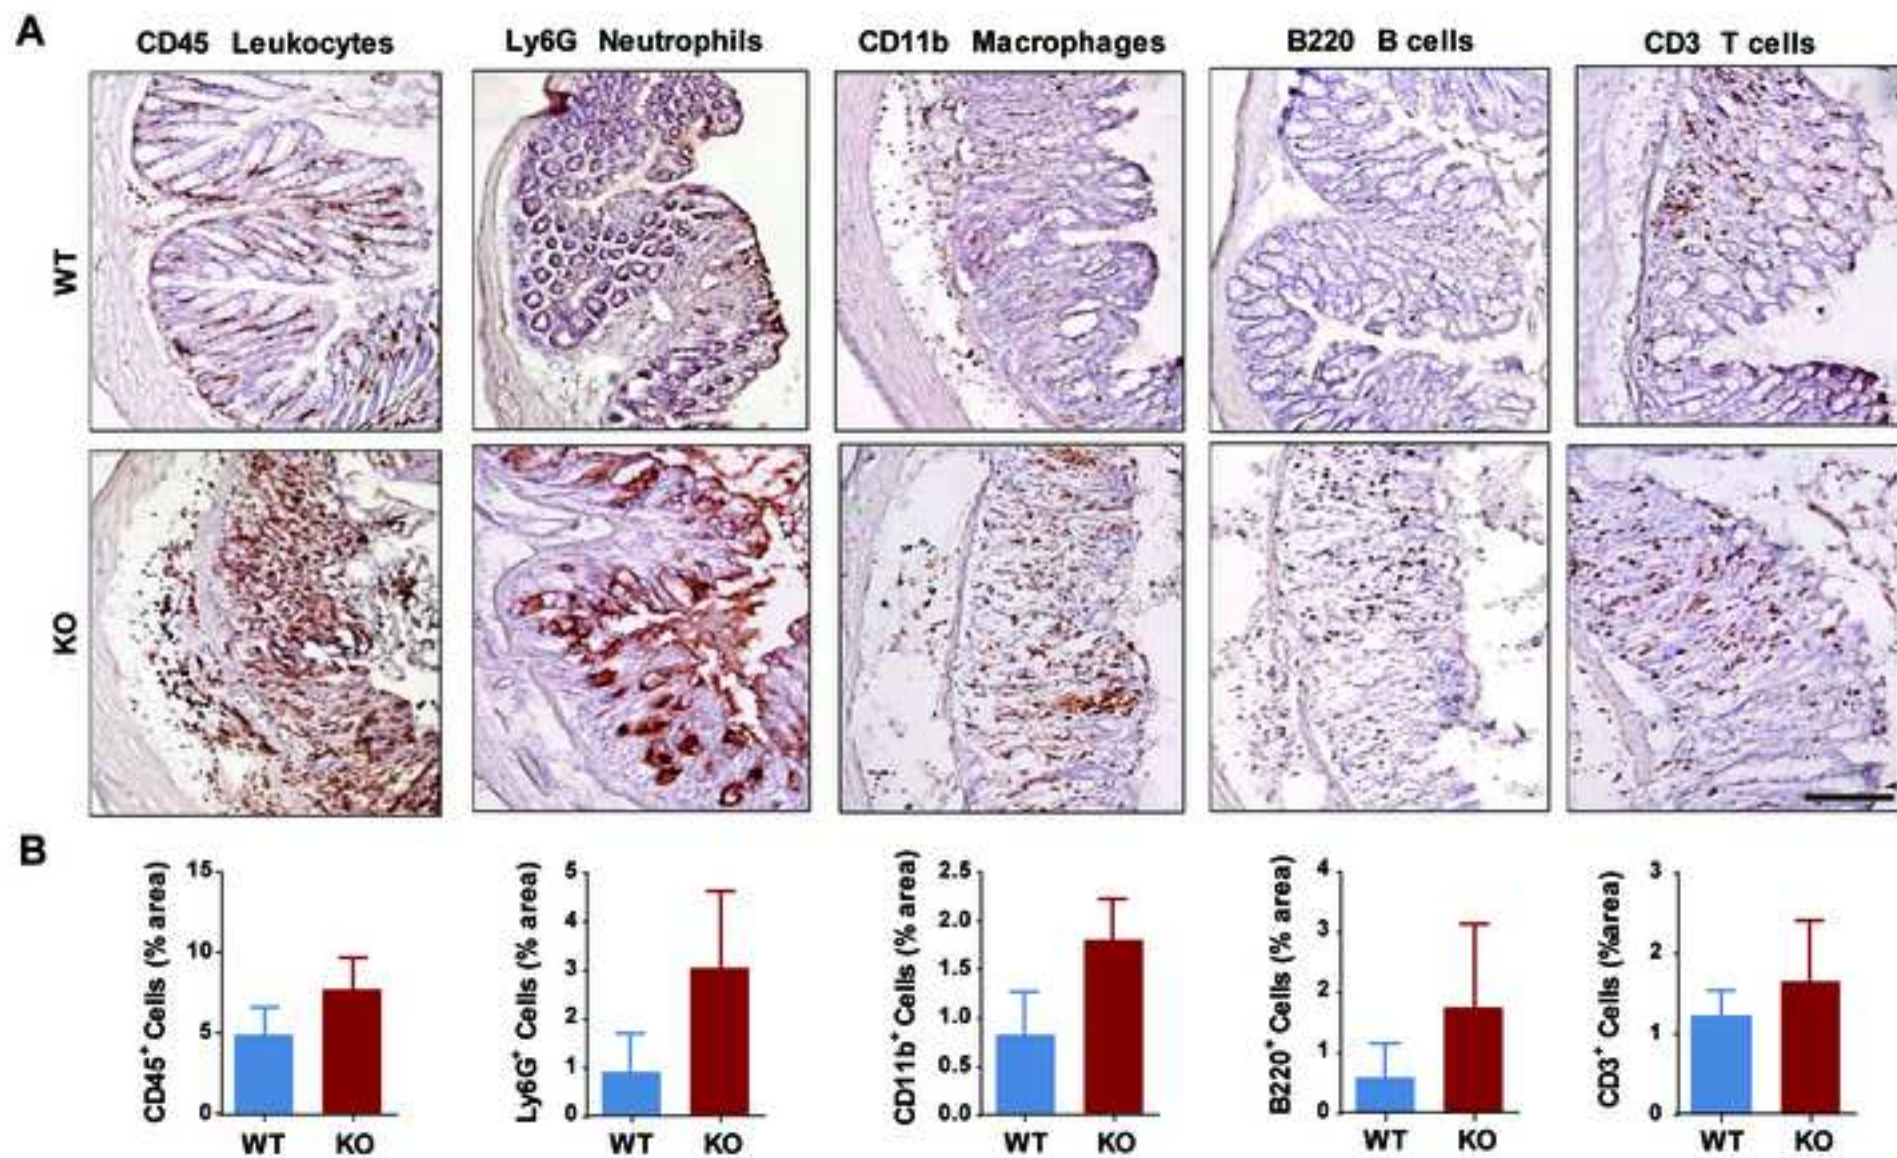 A
CD45 Leukocytes
Ly6G Neutrophils
CD11b Macrophages
B220 B cells
CD3 T cells
WT
KO
B
CD45+ Cells (% area)
15
10
5
0
WT KO
Ly6G+ Cells (% area)
5
4
3
2
1
0
WT KO
CD11b+ Cells (% area)
2.5
2.0
1.5
1.0
0.5
0.0
WT KO
B220+ Cells (% area)
4
3
2
1
0
WT KO
CD3+ Cells (%area)
3
2
1
0
WT KO